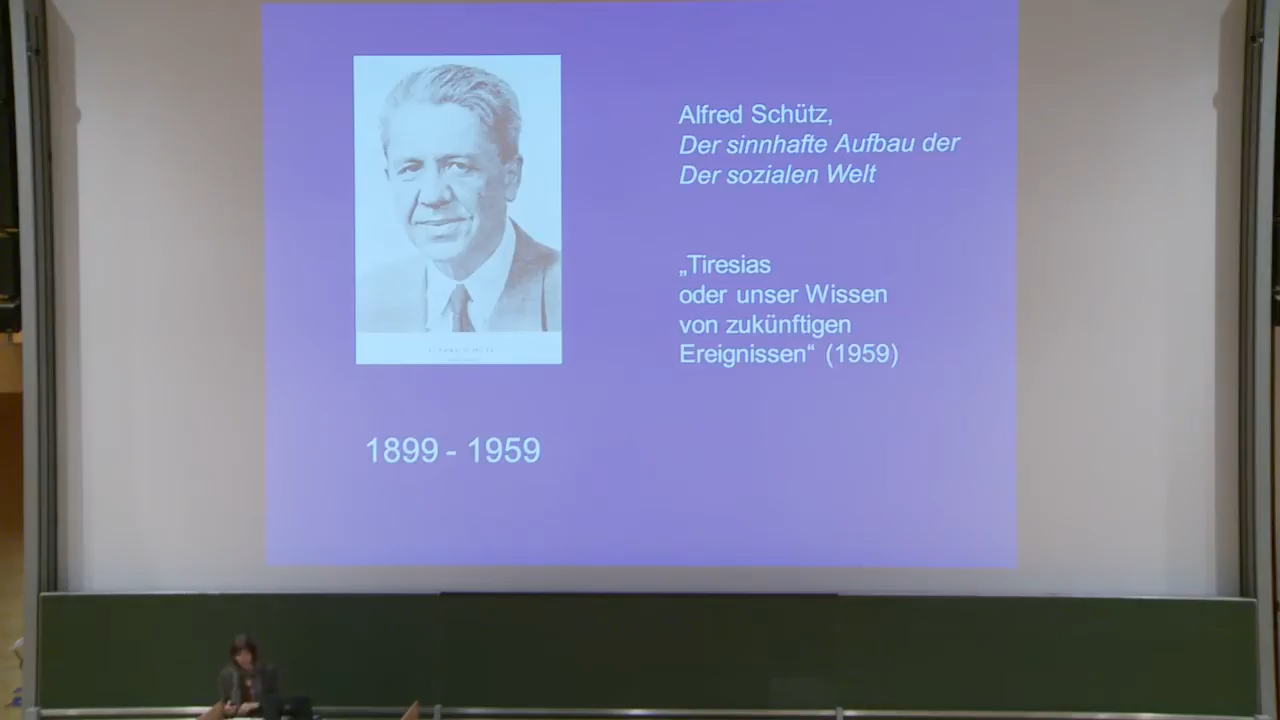 Alfred Schütz,
Der sinnhafte Aufbau der
Der sozialen Welt
„Tiresias
oder unser Wissen
von zukünftigen
Ereignissen“ (1959)
1899 - 1959